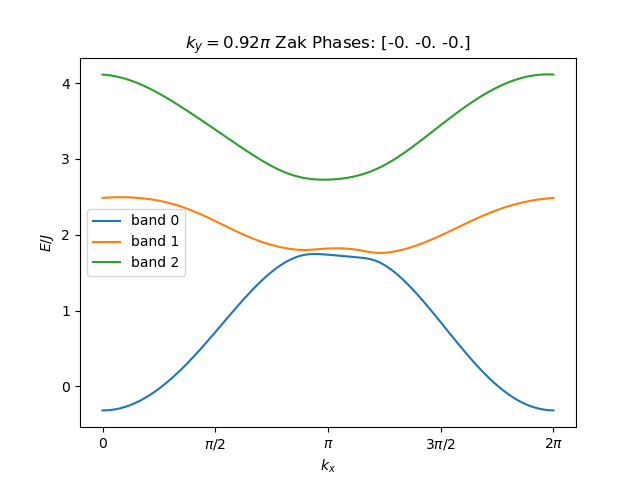 k_y = 0.92π Zak Phases: [-0. -0. -0.]
4
3
2
1
0
E/J
band 0
band 1
band 2
0
π/2
π
3π/2
2π
k_x